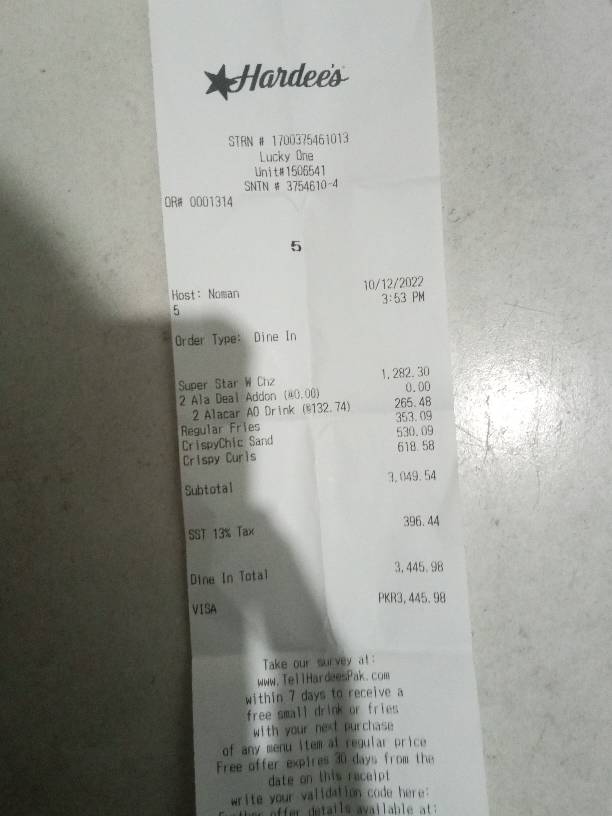 Hardee's
STRN # 1700375461013
Lucky One
Unit#1506541
SNTN # 3754610-4
OR# 0001314
5
10/12/2022
Host: Noman 3:53 PM
5
Order Type: Dine In
Super Star W Chz 1,282.30
2 Ala Deal Addon (@0.00) 0.00
2 Alacar AO Drink (@132.74) 265.48
Regular Fries 353.09
CrispyChic Sand 530.09
Crispy Curls 618.58
Subtotal 3,049.54
SST 13% Tax 396.44
Dine In Total 3,445.98
VISA PKR3,445.98
Take our survey at:
www.TellHardeesPak.com
within 7 days to receive a
free small drink or fries
with your next purchase
of any menu item at regular price
Free offer expires 30 days from the
date on this receipt
write your validation code here:
Further offer details available at: